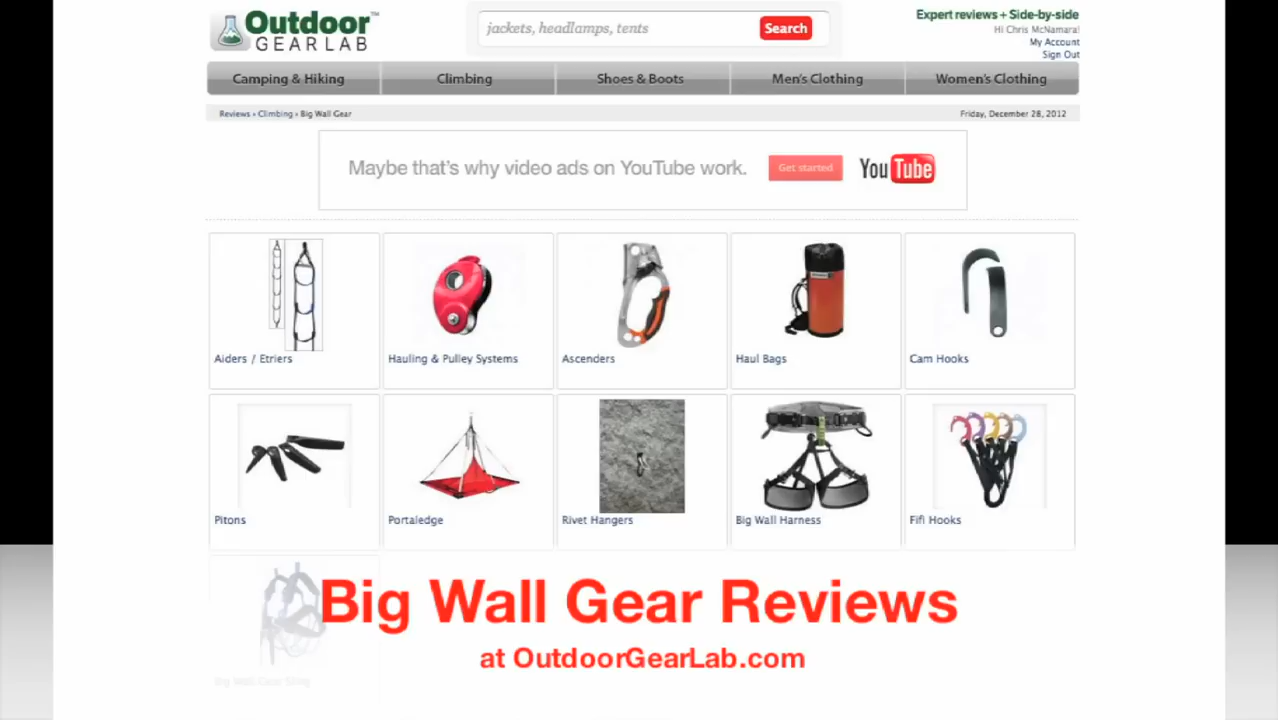 Outdoor™
GEARLAB
jackets, headlamps, tents
Search
Expert reviews + Side-by-side
Hi Chris McNamara!
My Account
Sign Out
Camping & Hiking
Climbing
Shoes & Boots
Men's Clothing
Women's Clothing
Reviews › Climbing › Big Wall Gear
Friday, December 28, 2012
Maybe that's why video ads on YouTube work.
Get started
YouTube
Aiders / Etriers
Hauling & Pulley Systems
Ascenders
Haul Bags
Cam Hooks
Pitons
Portaledge
Rivet Hangers
Big Wall Harness
Fifi Hooks
Big Wall Gear Reviews
at OutdoorGearLab.com